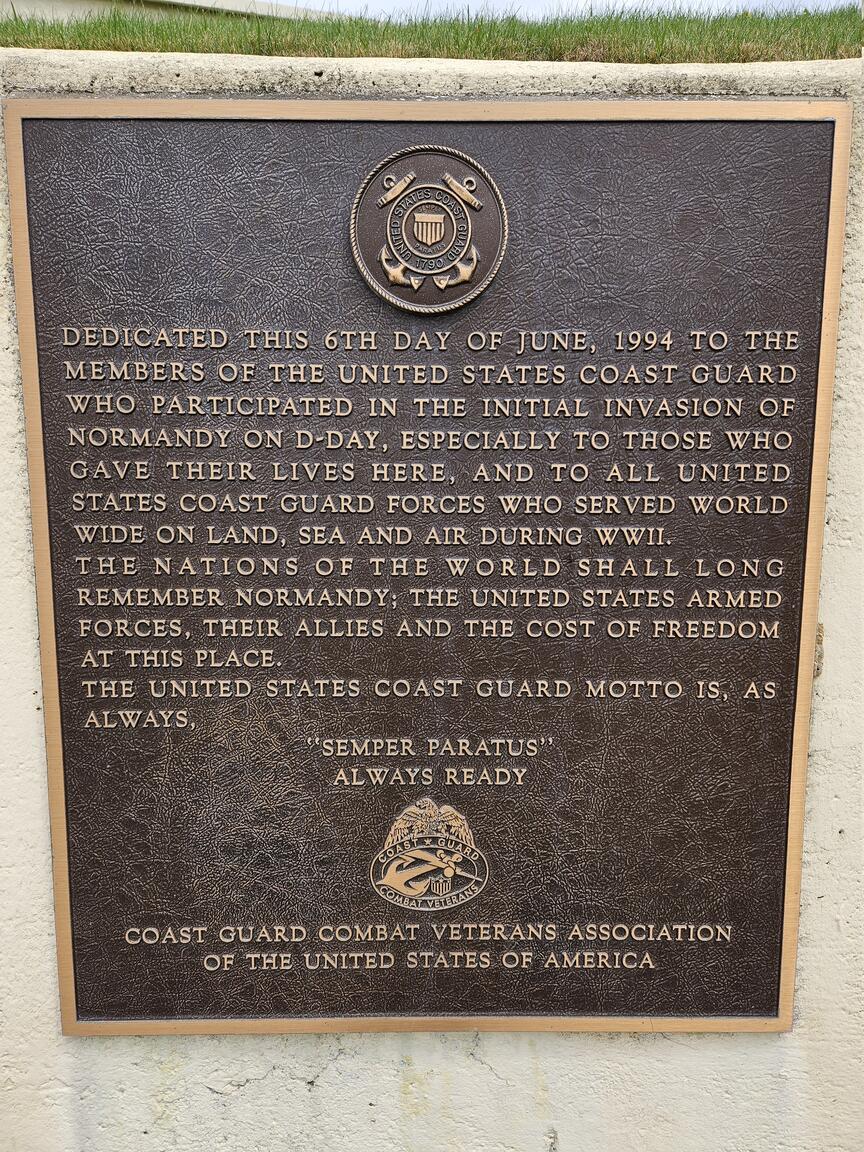 UNITED STATES COAST GUARD
SEMPER
PARATUS
1790
DEDICATED THIS 6TH DAY OF JUNE, 1994 TO THE
MEMBERS OF THE UNITED STATES COAST GUARD
WHO PARTICIPATED IN THE INITIAL INVASION OF
NORMANDY ON D-DAY, ESPECIALLY TO THOSE WHO
GAVE THEIR LIVES HERE, AND TO ALL UNITED
STATES COAST GUARD FORCES WHO SERVED WORLD
WIDE ON LAND, SEA AND AIR DURING WWII.
THE NATIONS OF THE WORLD SHALL LONG
REMEMBER NORMANDY; THE UNITED STATES ARMED
FORCES, THEIR ALLIES AND THE COST OF FREEDOM
AT THIS PLACE.
THE UNITED STATES COAST GUARD MOTTO IS, AS
ALWAYS,
"SEMPER PARATUS"
ALWAYS READY
COAST ★ GUARD
COMBAT VETERANS
COAST GUARD COMBAT VETERANS ASSOCIATION
OF THE UNITED STATES OF AMERICA